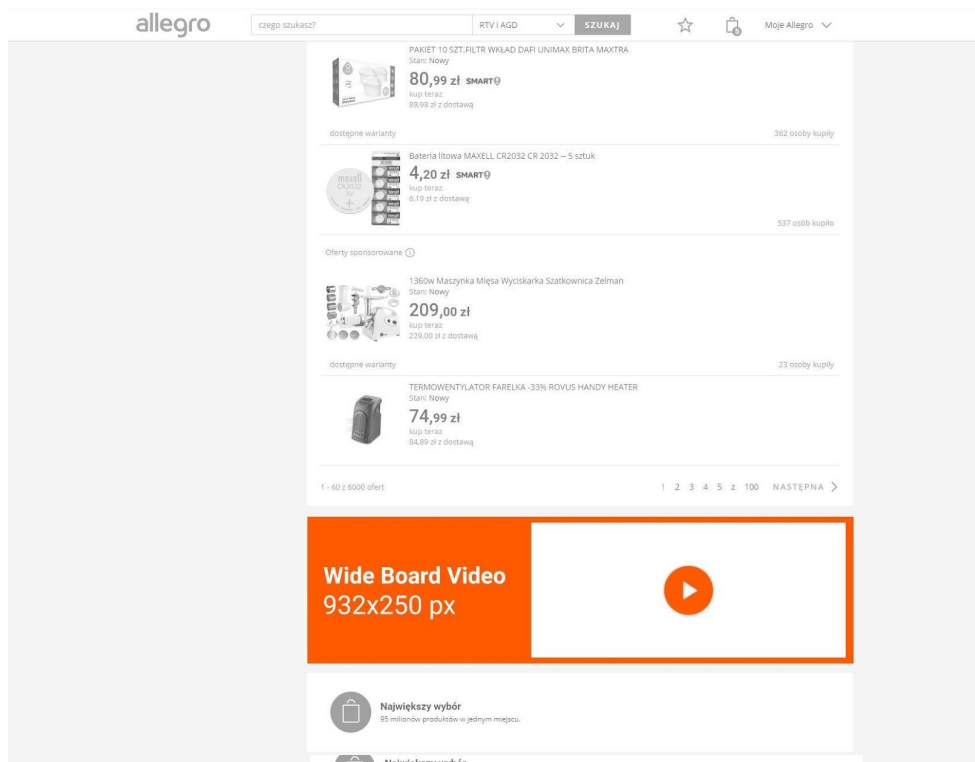 allegro
czego szukasz? RTV i AGD SZUKAJ 5 Moje Allegro
PAKIET 10 SZT.FILTR WKŁAD DAFI UNIMAX BRITA MAXTRA
Stan: Nowy
80,99 zł SMART
kup teraz
89,98 zł z dostawą
dostępne warianty 362 osoby kupiły
Bateria litowa MAXELL CR2032 CR 2032 -- 5 sztuk
maxell
CR2032
3V
+
4,20 zł SMART
kup teraz
6,19 zł z dostawą
537 osób kupiło
Oferty sponsorowane
1360w Maszynka Mięsa Wyciskarka Szatkownica Zelman
Stan: Nowy
209,00 zł
kup teraz
229,00 zł z dostawą
dostępne warianty 23 osoby kupiły
TERMOWENTYLATOR FARELKA -33% ROVUS HANDY HEATER
Stan: Nowy
74,99 zł
kup teraz
84,89 zł z dostawą
1 - 60 z 6000 ofert 1 2 3 4 5 z 100 NASTĘPNA
Wide Board Video
932x250 px
Największy wybór
95 milionów produktów w jednym miejscu.